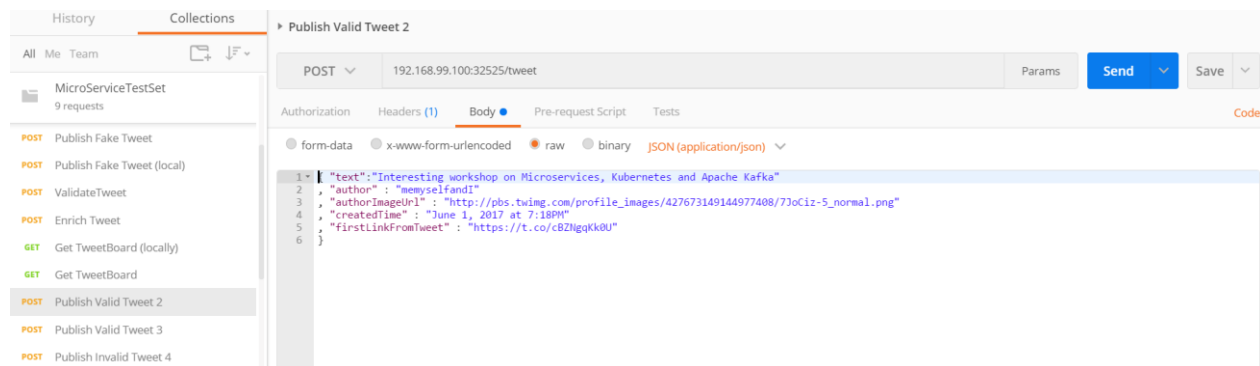 History Collections
All Me Team
MicroServiceTestSet
9 requests
POST Publish Fake Tweet
POST Publish Fake Tweet (local)
POST ValidateTweet
POST Enrich Tweet
GET Get TweetBoard (locally)
GET Get TweetBoard
POST Publish Valid Tweet 2
POST Publish Valid Tweet 3
POST Publish Invalid Tweet 4
Publish Valid Tweet 2
POST 192.168.99.100:32525/tweet Params Send Save
Authorization Headers (1) Body Pre-request Script Tests Code
form-data x-www-form-urlencoded raw binary JSON (application/json)
1 { "text":"Interesting workshop on Microservices, Kubernetes and Apache Kafka"
2 , "author" : "memyselfandI"
3 , "authorImageUrl" : "http://pbs.twimg.com/profile_images/427673149144977408/7JoCiz-5_normal.png"
4 , "createdTime" : "June 1, 2017 at 7:18PM"
5 , "firstLinkFromTweet" : "https://t.co/cBZNgqKk0U"
6 }